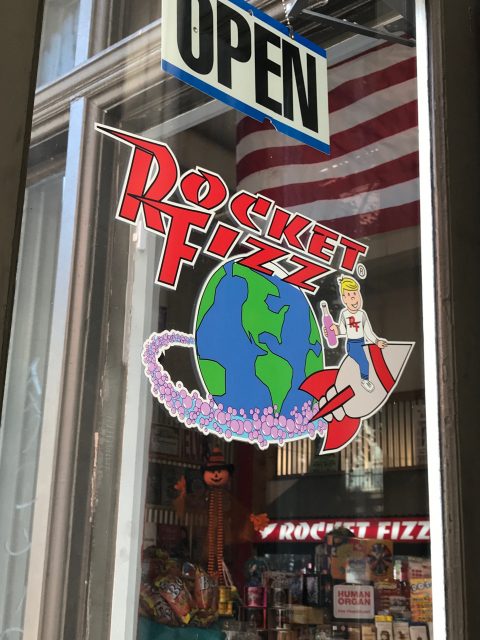 OPEN
ROCKET
FIZZ®
RF
ROCKET FIZZ
HUMAN
ORGAN